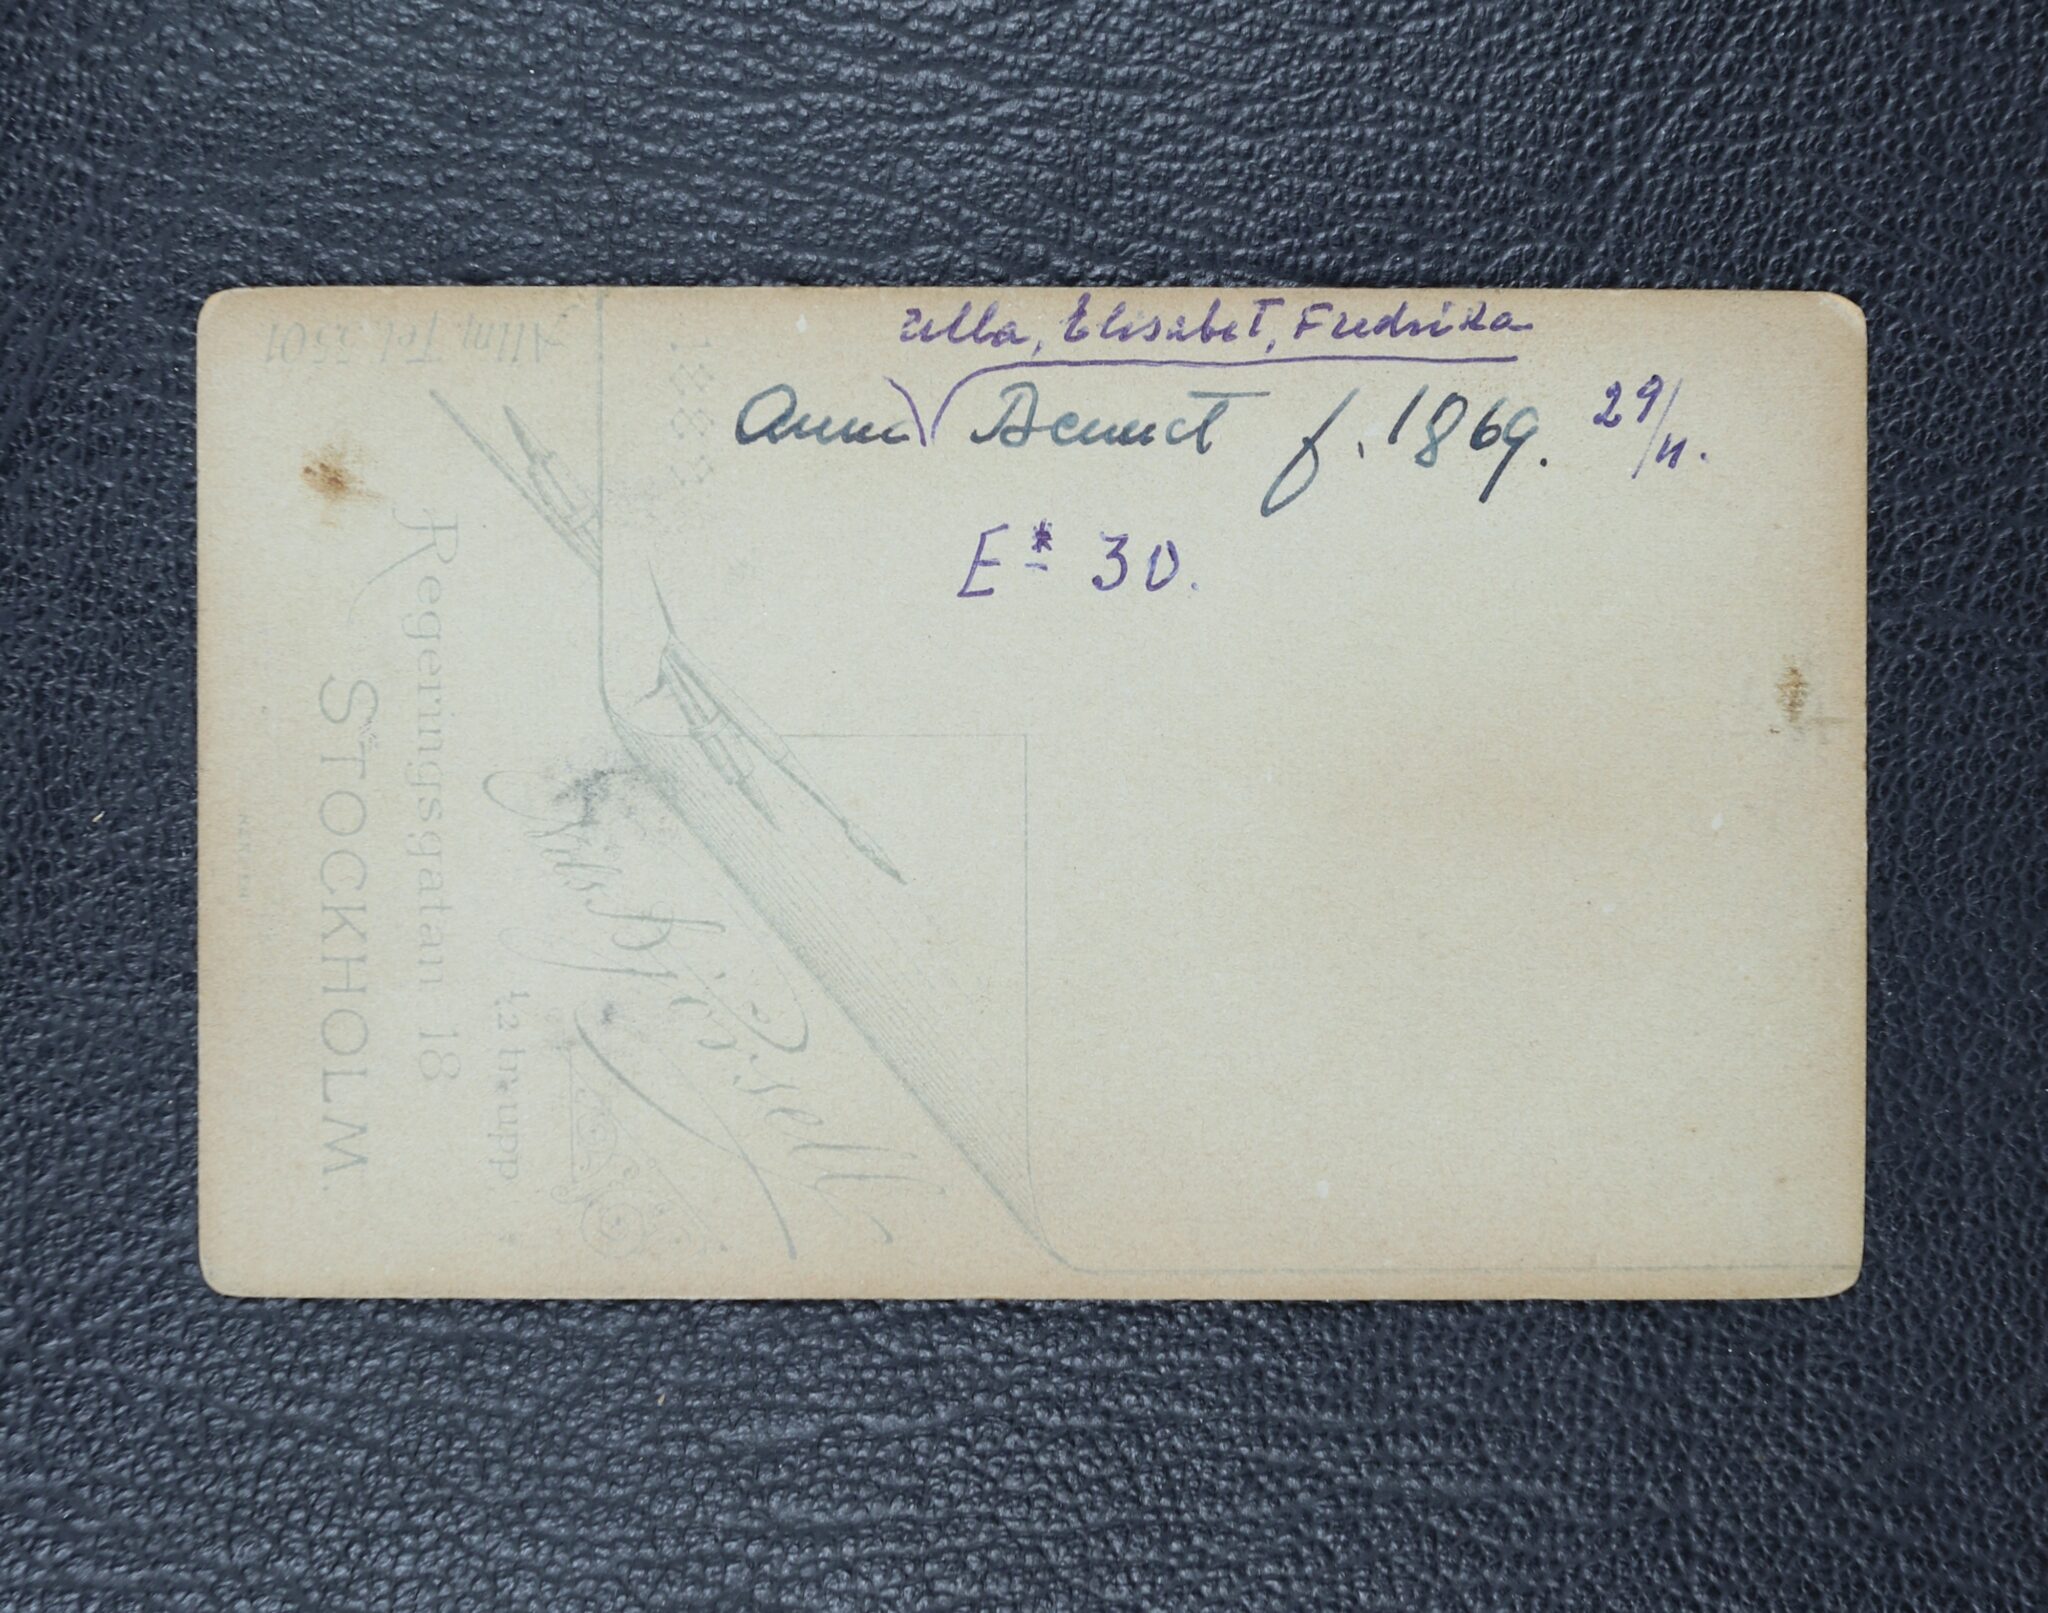 Ulla, Elisabet, Fredrika
Anna Bennet f. 1869. 29/11.
E* 30.
Allm. Tel. 5501
1887
Regeringsgatan 18
1,2 tr. upp.
STOCKHOLM.